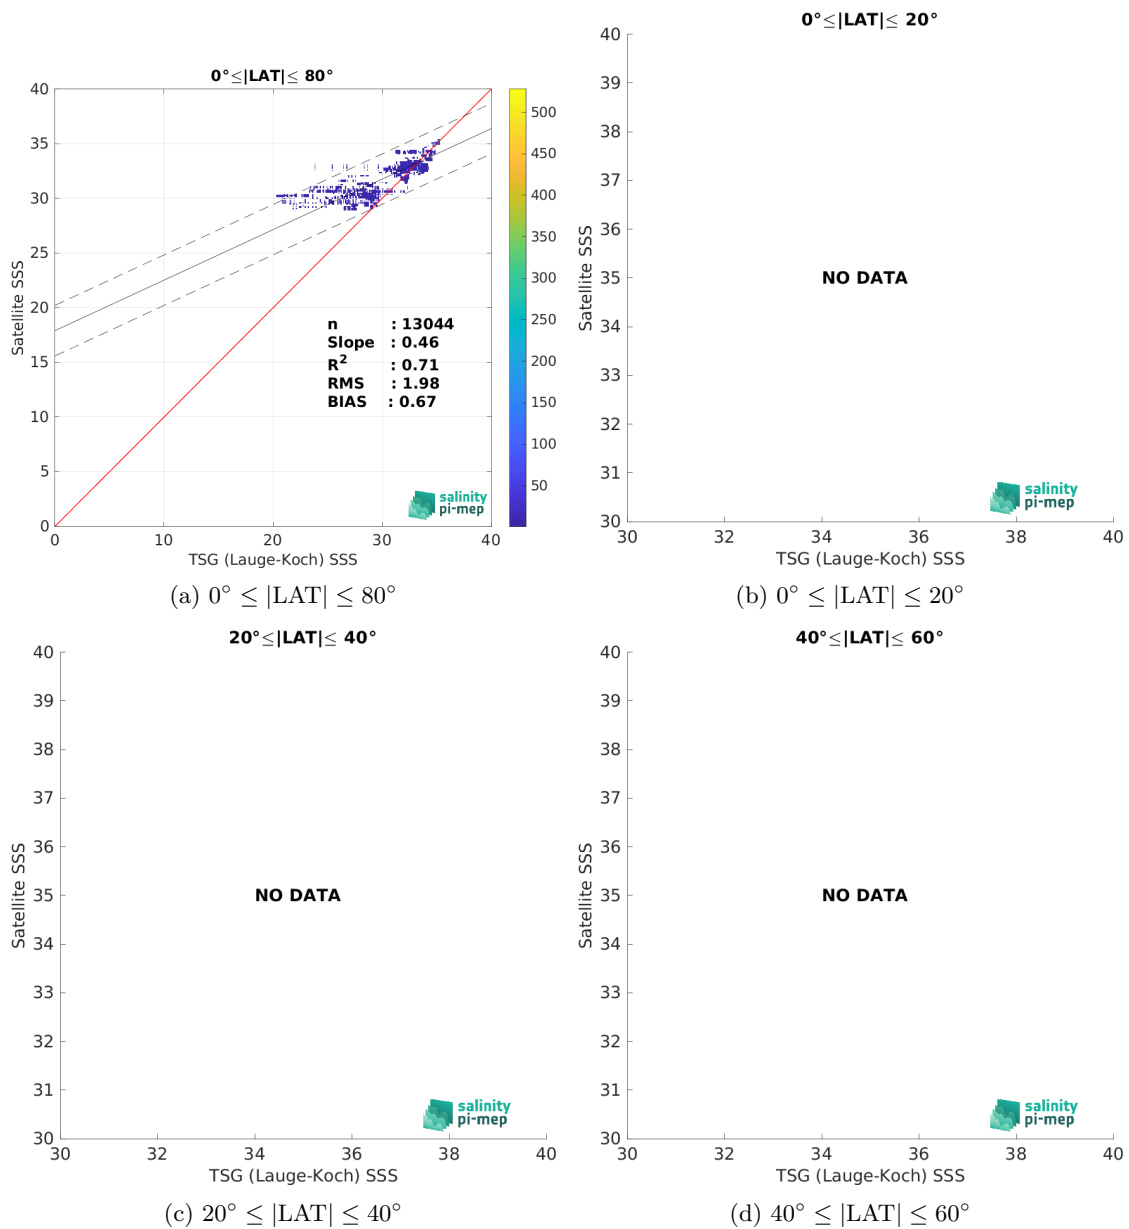 0°≤|LAT|≤ 80°
40
35
30
25
20
15
10
5
0
0 10 20 30 40
Satellite SSS
TSG (Lauge-Koch) SSS
n : 13044
Slope : 0.46
R² : 0.71
RMS : 1.98
BIAS : 0.67
500
450
400
350
300
250
200
150
100
50
salinity
pi-mep
(a) 0° ≤ |LAT| ≤ 80°
0°≤|LAT|≤ 20°
40
39
38
37
36
35
34
33
32
31
30
30 32 34 36 38 40
Satellite SSS
TSG (Lauge-Koch) SSS
NO DATA
salinity
pi-mep
(b) 0° ≤ |LAT| ≤ 20°
20°≤|LAT|≤ 40°
40
39
38
37
36
35
34
33
32
31
30
30 32 34 36 38 40
Satellite SSS
TSG (Lauge-Koch) SSS
NO DATA
salinity
pi-mep
(c) 20° ≤ |LAT| ≤ 40°
40°≤|LAT|≤ 60°
40
39
38
37
36
35
34
33
32
31
30
30 32 34 36 38 40
Satellite SSS
TSG (Lauge-Koch) SSS
NO DATA
salinity
pi-mep
(d) 40° ≤ |LAT| ≤ 60°